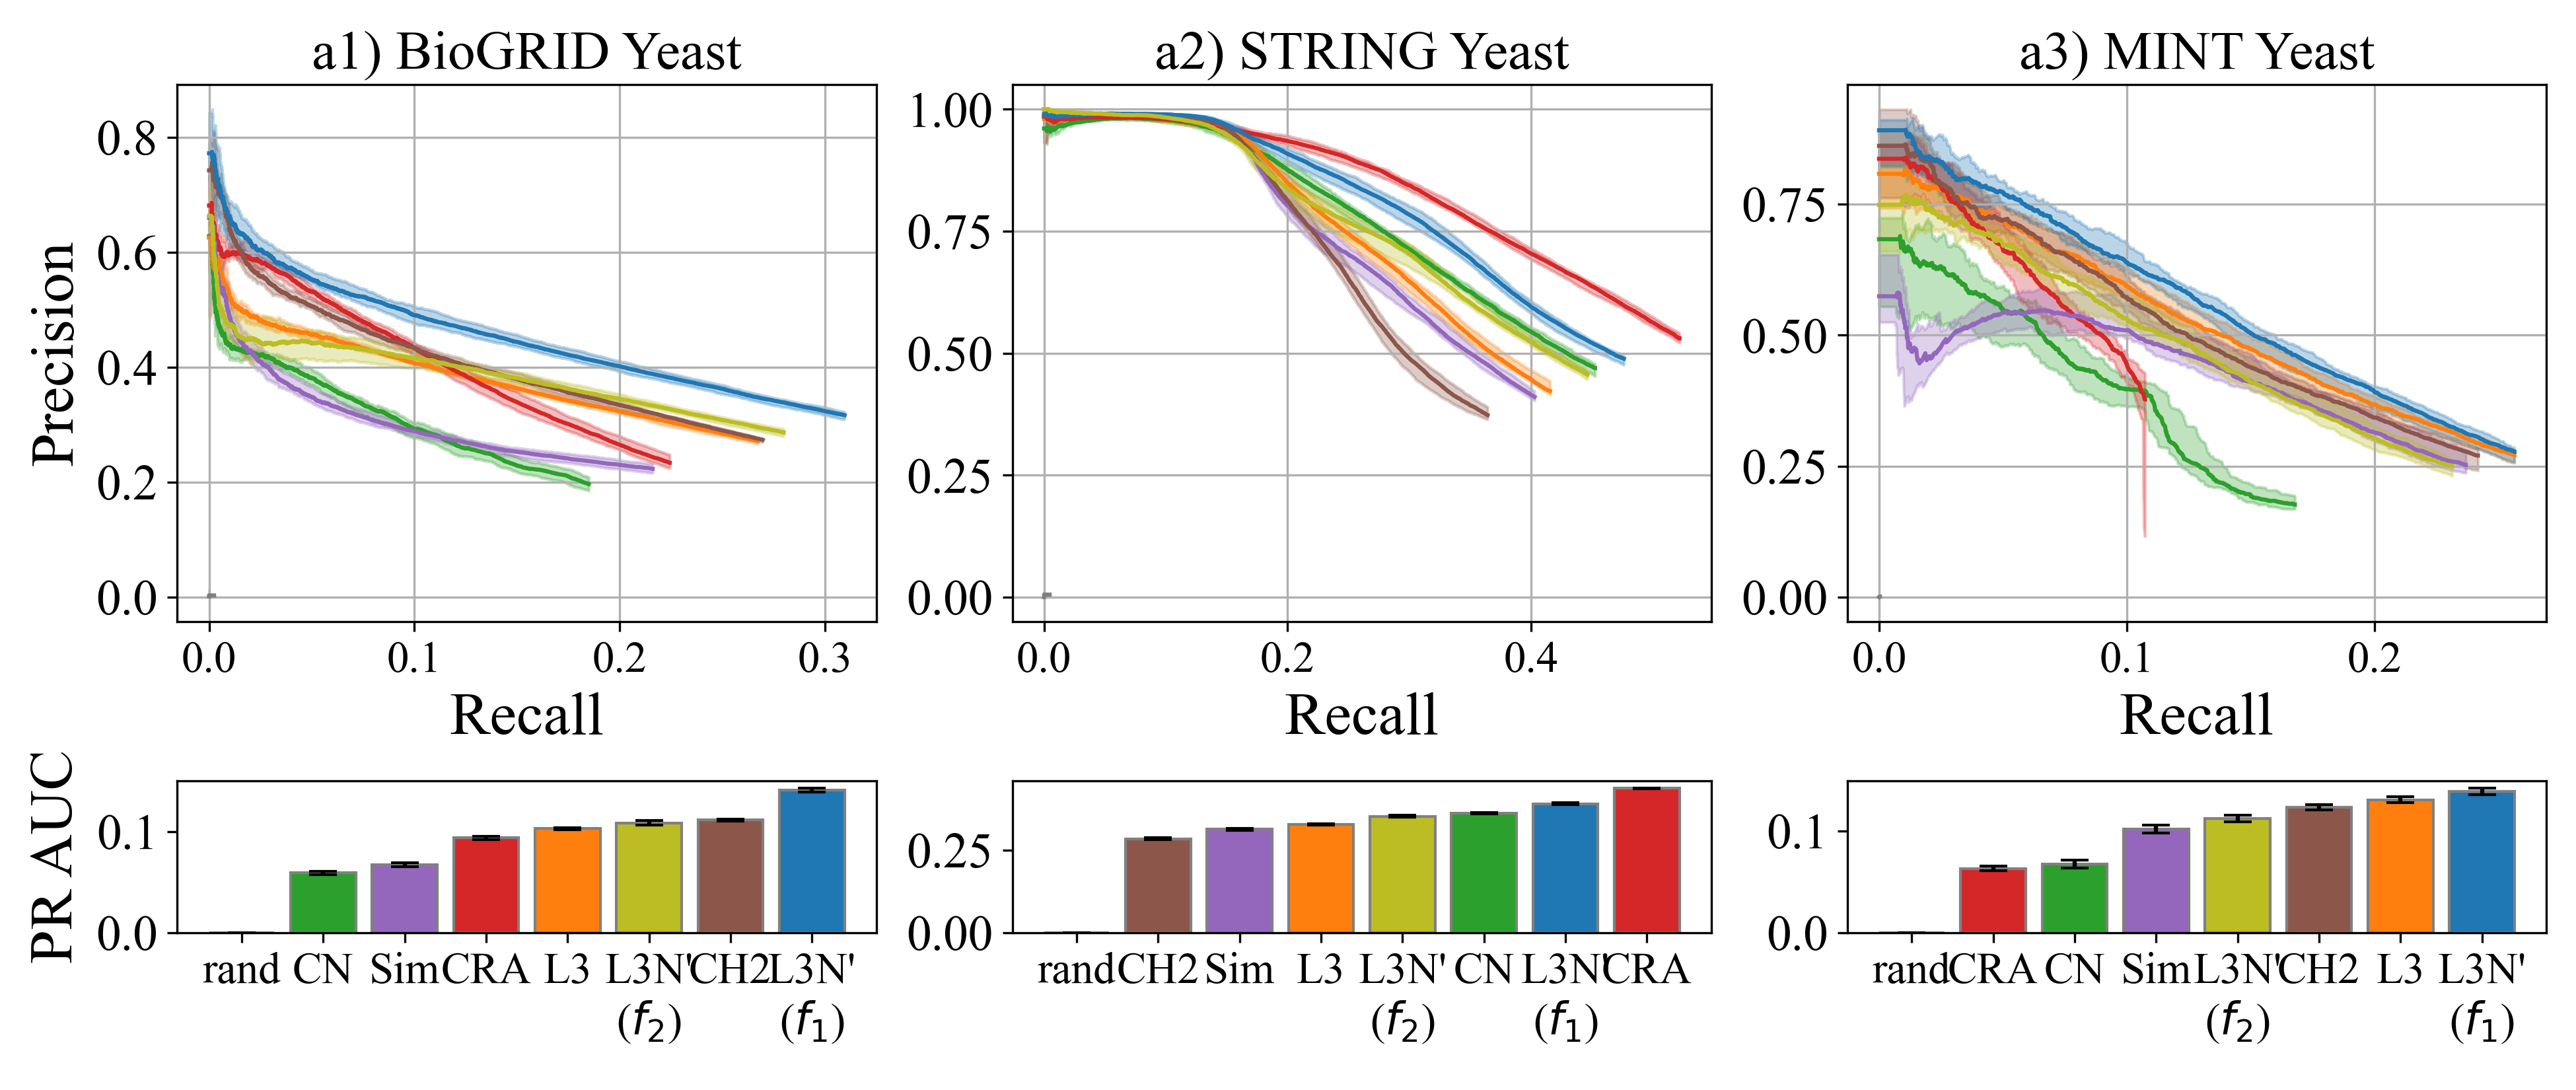 a1) BioGRID Yeast
a2) STRING Yeast
a3) MINT Yeast
Precision
0.8
0.6
0.4
0.2
0.0
0.0 0.1 0.2 0.3
Recall
1.00
0.75
0.50
0.25
0.00
0.0 0.2 0.4
Recall
0.75
0.50
0.25
0.00
0.0 0.1 0.2
Recall
PR AUC
0.1
0.0
rand CN Sim CRA L3 L3N' CH2 L3N'
(f2) (f1)
0.25
0.00
rand CH2 Sim L3 L3N' CN L3N' CRA
(f2) (f1)
0.1
0.0
rand CRA CN Sim L3N' CH2 L3 L3N'
(f2) (f1)